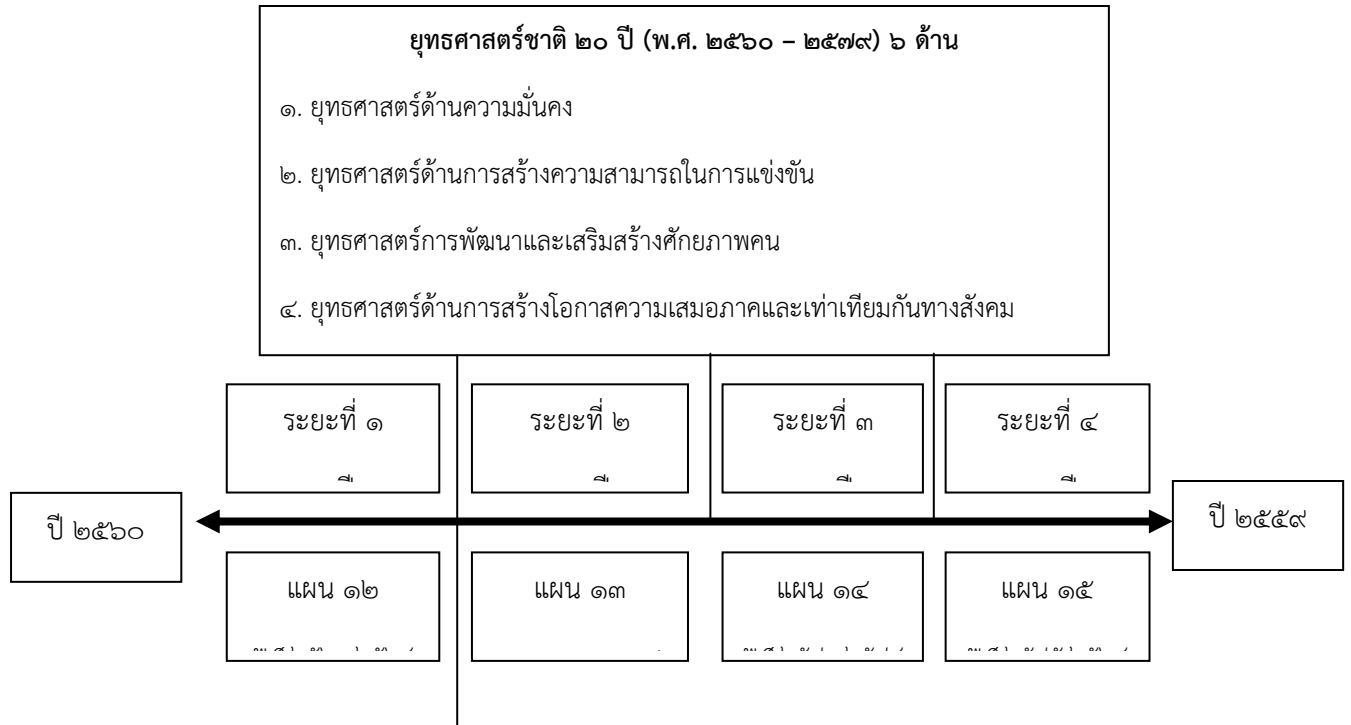 ยุทธศาสตร์ชาติ ๒๐ ปี (พ.ศ. ๒๕๖๐ – ๒๕๗๙) ๖ ด้าน
๑. ยุทธศาสตร์ด้านความมั่นคง
๒. ยุทธศาสตร์ด้านการสร้างความสามารถในการแข่งขัน
๓. ยุทธศาสตร์การพัฒนาและเสริมสร้างศักยภาพคน
๔. ยุทธศาสตร์ด้านการสร้างโอกาสความเสมอภาคและเท่าเทียมกันทางสังคม
ระยะที่ ๑
ระยะที่ ๒
ระยะที่ ๓
ระยะที่ ๔
ปี ๒๕๖๐
ปี ๒๕๕๙
แผน ๑๒
แผน ๑๓
แผน ๑๔
แผน ๑๕